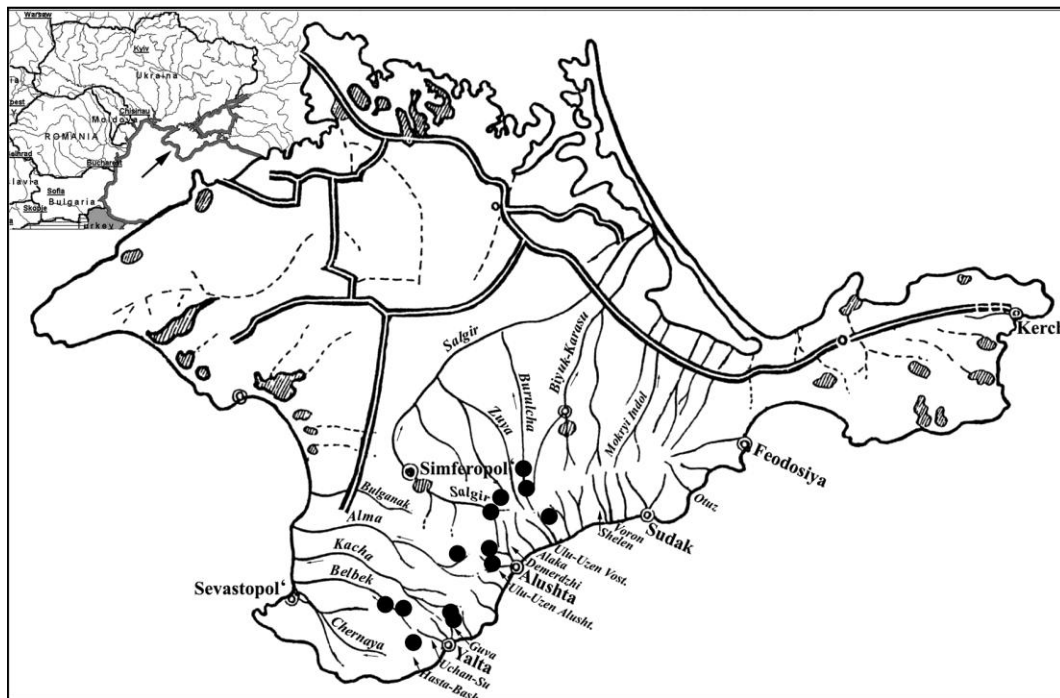 Warsaw
Kyiv
Ukraina
Chisinau
Moldova
ROMANIA
Bucharest
Sofia
Bulgaria
Skopje
Turkey
Kerch
Salgir
Biyuk-Karasu
Burulcha
Zuya
Mokryi Indol
Feodosiya
Simferopol‘
Salgir
Otuz
Bulganak
Alma
Voron
Sudak
Shelen
Ulu-Uzen Vost.
Alaka
Demerdzhi
Alushta
Ulu-Uzen Alusht.
Kacha
Belbek
Sevastopol‘
Chernaya
Guva
Yalta
Uchan-Su
Hasta-Bash